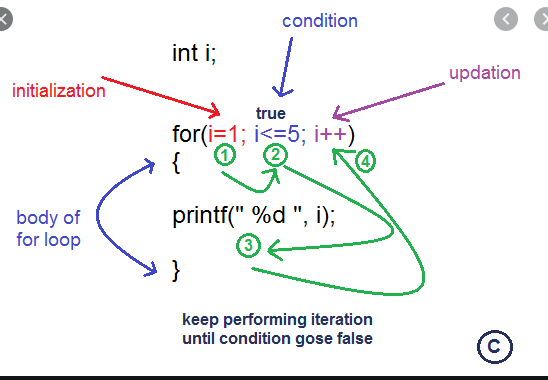 condition
int i;
updation
initialization
true
for(i=1; i<=5; i++)
1 2 4
{
printf(" %d ", i);
body of
for loop
3
}
keep performing iteration
until condition gose false
C